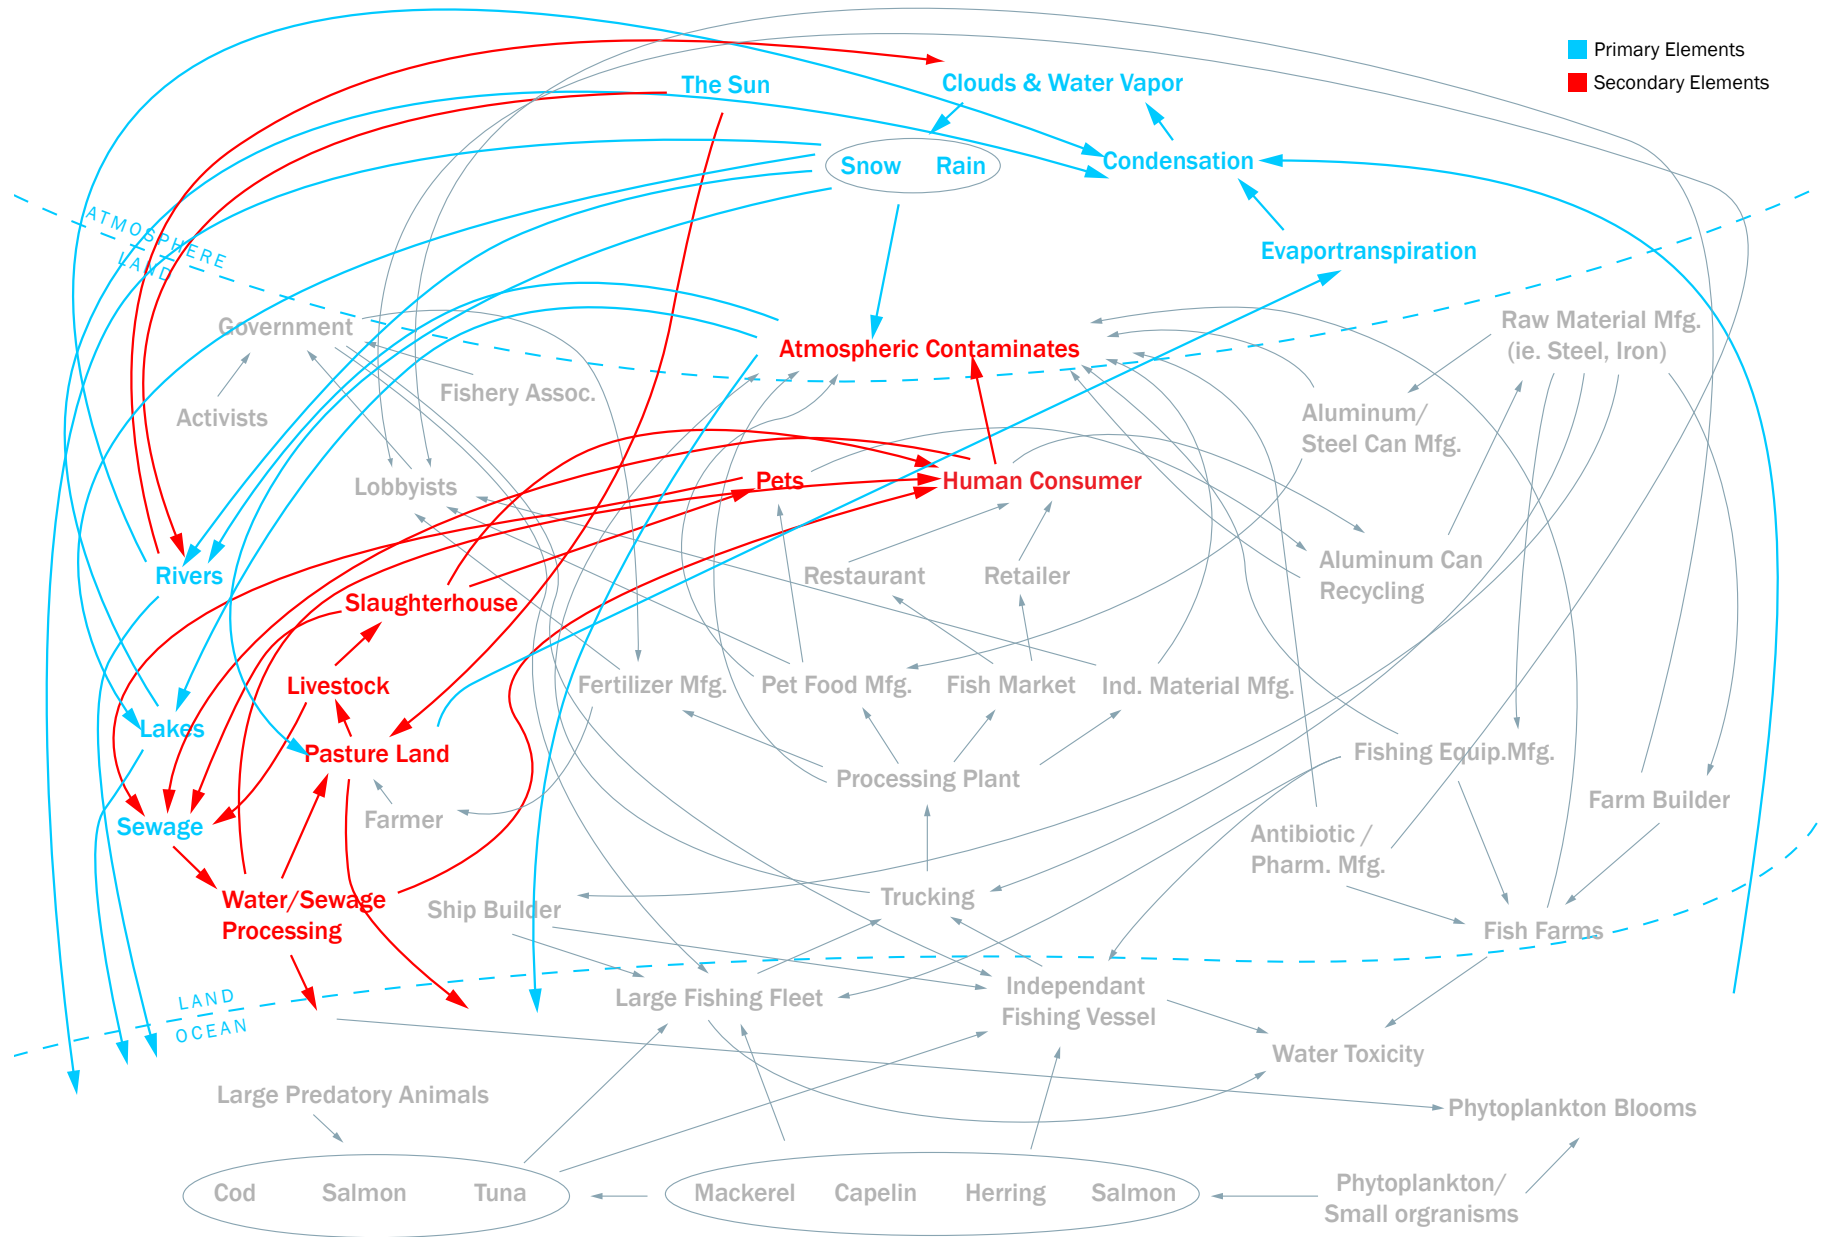 Primary Elements
Secondary Elements
The Sun
Clouds & Water Vapor
Snow Rain
Condensation
ATMOSPHERE
LAND
Evaportranspiration
Government
Atmospheric Contaminates
Raw Material Mfg.
(ie. Steel, Iron)
Fishery Assoc.
Activists
Aluminum/
Steel Can Mfg.
Lobbyists
Pets
Human Consumer
Rivers
Restaurant
Retailer
Aluminum Can
Recycling
Slaughterhouse
Livestock
Fertilizer Mfg.
Pet Food Mfg.
Fish Market
Ind. Material Mfg.
Lakes
Pasture Land
Fishing Equip.Mfg.
Processing Plant
Farm Builder
Farmer
Sewage
Antibiotic /
Pharm. Mfg.
Water/Sewage
Processing
Ship Builder
Trucking
Fish Farms
LAND
OCEAN
Large Fishing Fleet
Independant
Fishing Vessel
Water Toxicity
Large Predatory Animals
Phytoplankton Blooms
Cod Salmon Tuna
Mackerel Capelin Herring Salmon
Phytoplankton/
Small orgranisms